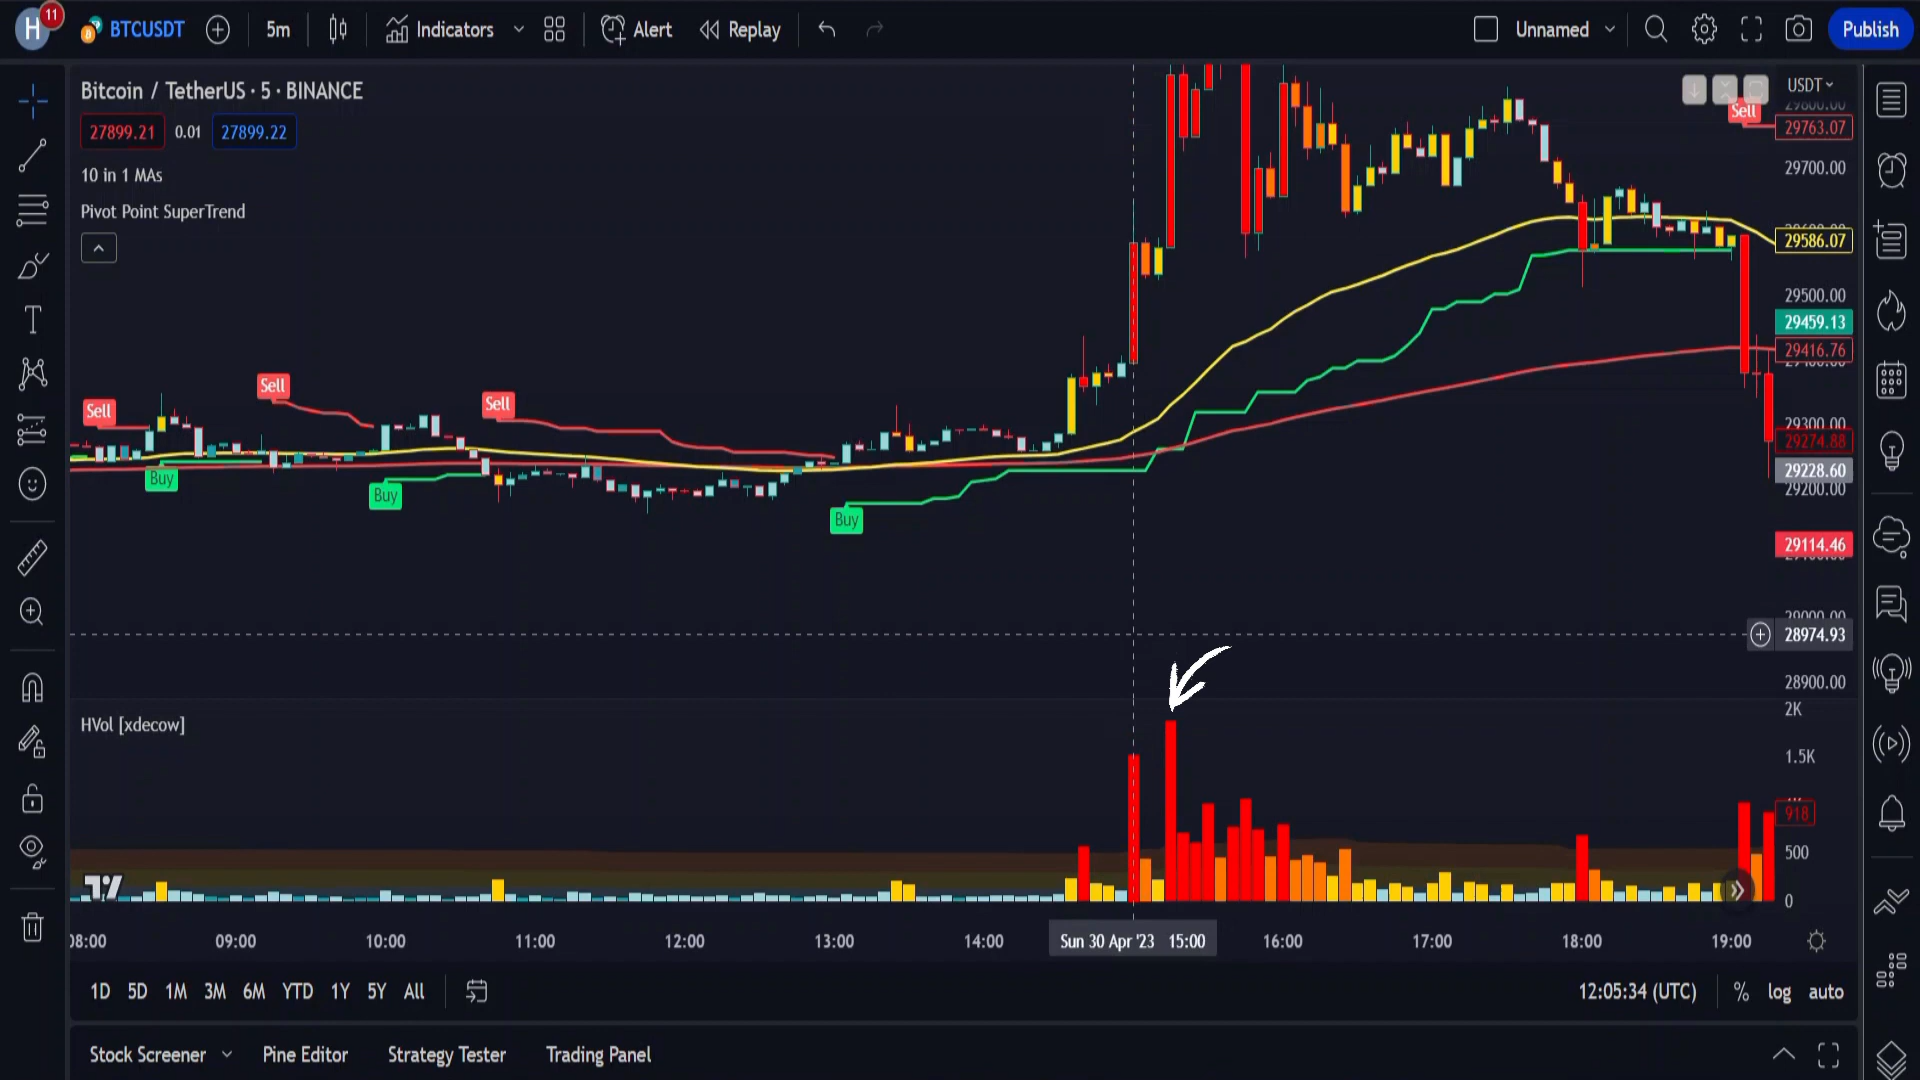 H 11 BTCUSDT 5m Indicators Alert Replay Unnamed Publish
Bitcoin / TetherUS · 5 · BINANCE
27899.21 0.01 27899.22
10 in 1 MAs
Pivot Point SuperTrend
USDT
29800.00
Sell
29763.07
29700.00
29586.07
29500.00
29459.13
29416.76
29400.00
29300.00
29274.88
29228.60
29200.00
29114.46
29000.00
28974.93
28900.00
Sell
Sell
Sell
Buy
Buy
Buy
HVol [xdecow]
2K
1.5K
1K
918
500
0
08:00 09:00 10:00 11:00 12:00 13:00 14:00 Sun 30 Apr '23 15:00 16:00 17:00 18:00 19:00
1D 5D 1M 3M 6M YTD 1Y 5Y All 12:05:34 (UTC) % log auto
Stock Screener Pine Editor Strategy Tester Trading Panel